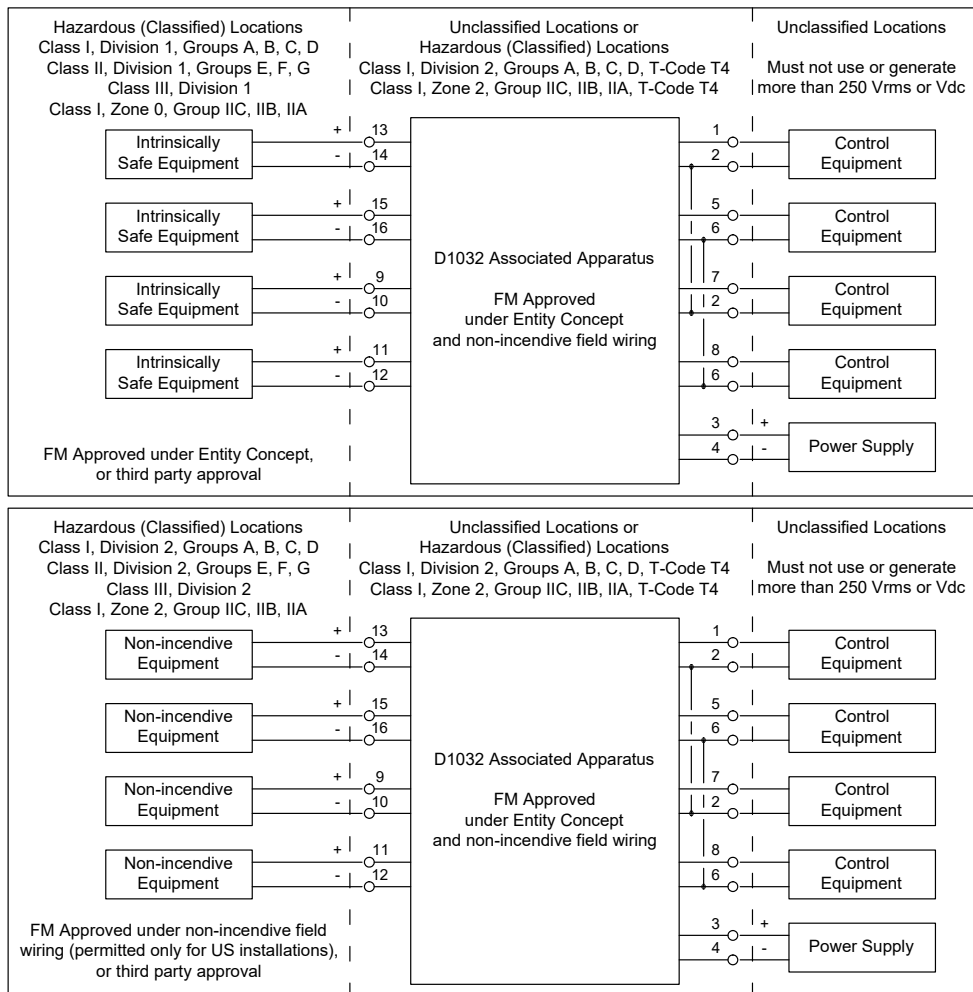 Hazardous (Classified) Locations
Class I, Division 1, Groups A, B, C, D
Class II, Division 1, Groups E, F, G
Class III, Division 1
Class I, Zone 0, Group IIC, IIB, IIA
Unclassified Locations or
Hazardous (Classified) Locations
Class I, Division 2, Groups A, B, C, D, T-Code T4
Class I, Zone 2, Group IIC, IIB, IIA, T-Code T4
Unclassified Locations
Must not use or generate
more than 250 Vrms or Vdc
Intrinsically
Safe Equipment
+ 13
- 14
Intrinsically
Safe Equipment
+ 15
- 16
Intrinsically
Safe Equipment
+ 9
- 10
Intrinsically
Safe Equipment
+ 11
- 12
FM Approved under Entity Concept,
or third party approval
D1032 Associated Apparatus
FM Approved
under Entity Concept
and non-incendive field wiring
1
2
Control
Equipment
5
6
Control
Equipment
7
2
Control
Equipment
8
6
Control
Equipment
3 +
4 -
Power Supply
Hazardous (Classified) Locations
Class I, Division 2, Groups A, B, C, D
Class II, Division 2, Groups E, F, G
Class III, Division 2
Class I, Zone 2, Group IIC, IIB, IIA
Unclassified Locations or
Hazardous (Classified) Locations
Class I, Division 2, Groups A, B, C, D, T-Code T4
Class I, Zone 2, Group IIC, IIB, IIA, T-Code T4
Unclassified Locations
Must not use or generate
more than 250 Vrms or Vdc
Non-incendive
Equipment
+ 13
- 14
Non-incendive
Equipment
+ 15
- 16
Non-incendive
Equipment
+ 9
- 10
Non-incendive
Equipment
+ 11
- 12
FM Approved under non-incendive field
wiring (permitted only for US installations),
or third party approval
D1032 Associated Apparatus
FM Approved
under Entity Concept
and non-incendive field wiring
1
2
Control
Equipment
5
6
Control
Equipment
7
2
Control
Equipment
8
6
Control
Equipment
3 +
4 -
Power Supply